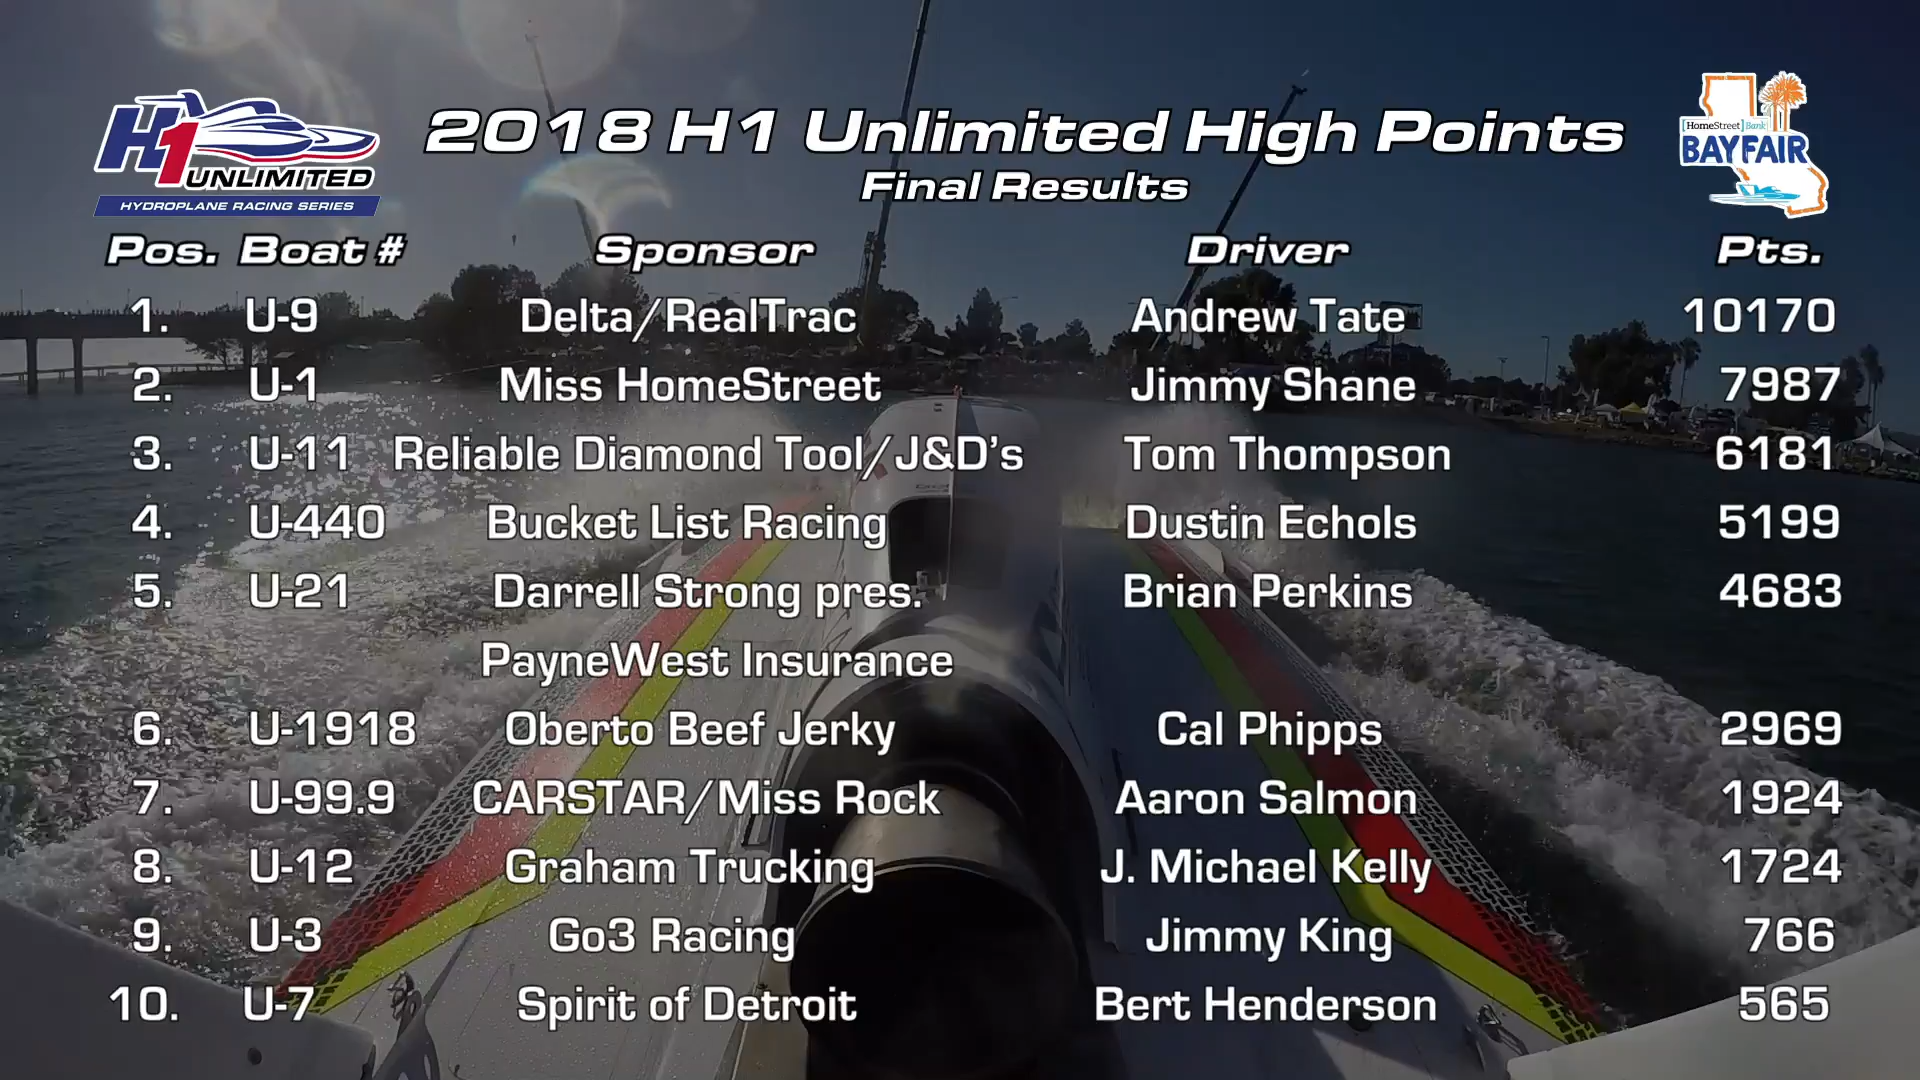 H1 UNLIMITED
HYDROPLANE RACING SERIES
2018 H1 Unlimited High Points
Final Results
[HomeStreet] Bank
BAYFAIR
Pos. Boat # Sponsor Driver Pts.
1. U-9 Delta/RealTrac Andrew Tate 10170
2. U-1 Miss HomeStreet Jimmy Shane 7987
3. U-11 Reliable Diamond Tool/J&D’s Tom Thompson 6181
4. U-440 Bucket List Racing Dustin Echols 5199
5. U-21 Darrell Strong pres. Brian Perkins 4683
PayneWest Insurance
6. U-1918 Oberto Beef Jerky Cal Phipps 2969
7. U-99.9 CARSTAR/Miss Rock Aaron Salmon 1924
8. U-12 Graham Trucking J. Michael Kelly 1724
9. U-3 Go3 Racing Jimmy King 766
10. U-7 Spirit of Detroit Bert Henderson 565